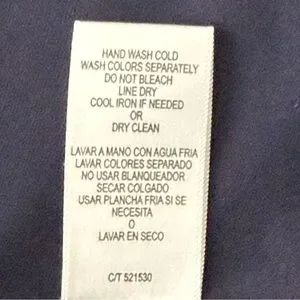 HAND WASH COLD
WASH COLORS SEPARATELY
DO NOT BLEACH
LINE DRY
COOL IRON IF NEEDED
OR
DRY CLEAN
LAVAR A MANO CON AGUA FRIA
LAVAR COLORES SEPARADO
NO USAR BLANQUEADOR
SECAR COLGADO
USAR PLANCHA FRIA SI SE
NECESITA
O
LAVAR EN SECO
C/T 521530